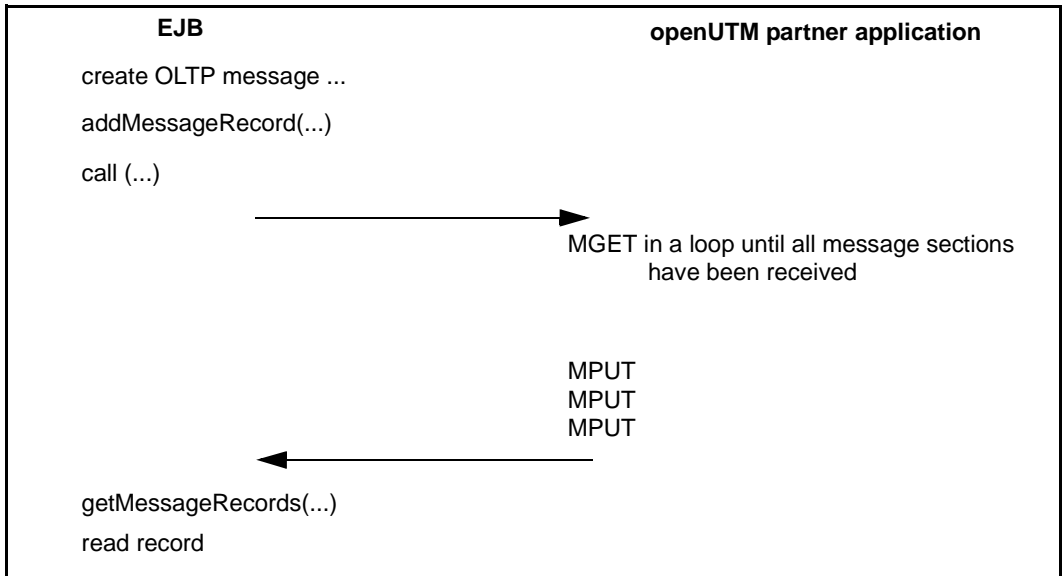 EJB
openUTM partner application
create OLTP message ...
addMessageRecord(...)
call (...)
MGET in a loop until all message sections
have been received
MPUT
MPUT
MPUT
getMessageRecords(...)
read record